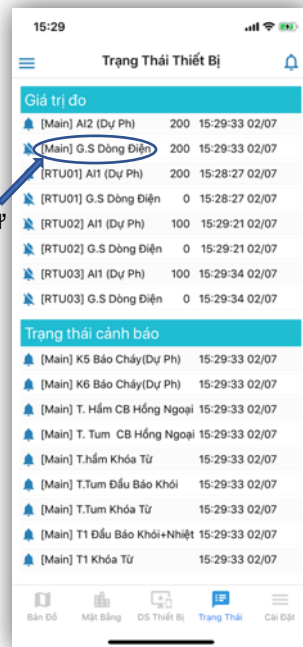 15:29
Trạng Thái Thiết Bị
Giá trị đo
[Main] AI2 (Dự Ph) 200 15:29:33 02/07
[Main] G.S Dòng Điện 200 15:29:33 02/07
[RTU01] AI1 (Dự Ph) 200 15:28:27 02/07
[RTU01] G.S Dòng Điện 0 15:28:27 02/07
[RTU02] AI1 (Dự Ph) 100 15:29:21 02/07
[RTU02] G.S Dòng Điện 0 15:29:21 02/07
[RTU03] AI1 (Dự Ph) 100 15:29:34 02/07
[RTU03] G.S Dòng Điện 0 15:29:34 02/07
Trạng thái cảnh báo
[Main] K5 Báo Cháy(Dự Ph) 15:29:33 02/07
[Main] K6 Báo Cháy(Dự Ph) 15:29:33 02/07
[Main] T. Hầm CB Hồng Ngoại 15:29:33 02/07
[Main] T. Tum CB Hồng Ngoại 15:29:33 02/07
[Main] T.hầm Khóa Từ 15:29:33 02/07
[Main] T.Tum Đầu Báo Khói 15:29:33 02/07
[Main] T.Tum Khóa Từ 15:29:33 02/07
[Main] T1 Đầu Báo Khói+Nhiệt 15:29:33 02/07
[Main] T1 Khóa Từ 15:29:33 02/07
Bản Đồ Mặt Bằng DS Thiết Bị Trạng Thái Cài Đặt